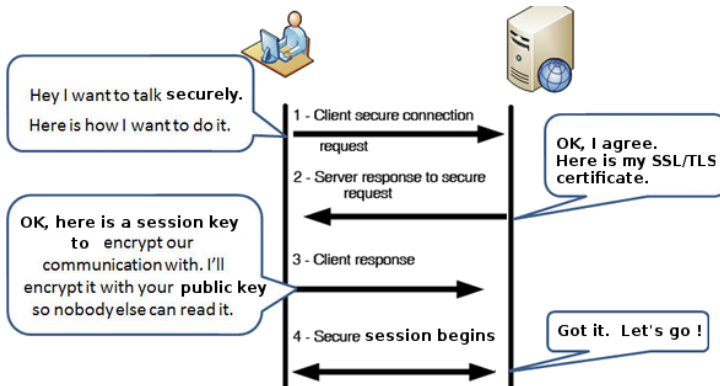 Hey I want to talk securely.
Here is how I want to do it.
1 - Client secure connection
request
OK, I agree.
Here is my SSL/TLS
certificate.
2 - Server response to secure
request
OK, here is a session key
to encrypt our
communication with. I'll
encrypt it with your public key
so nobody else can read it.
3 - Client response
4 - Secure session begins
Got it. Let's go !